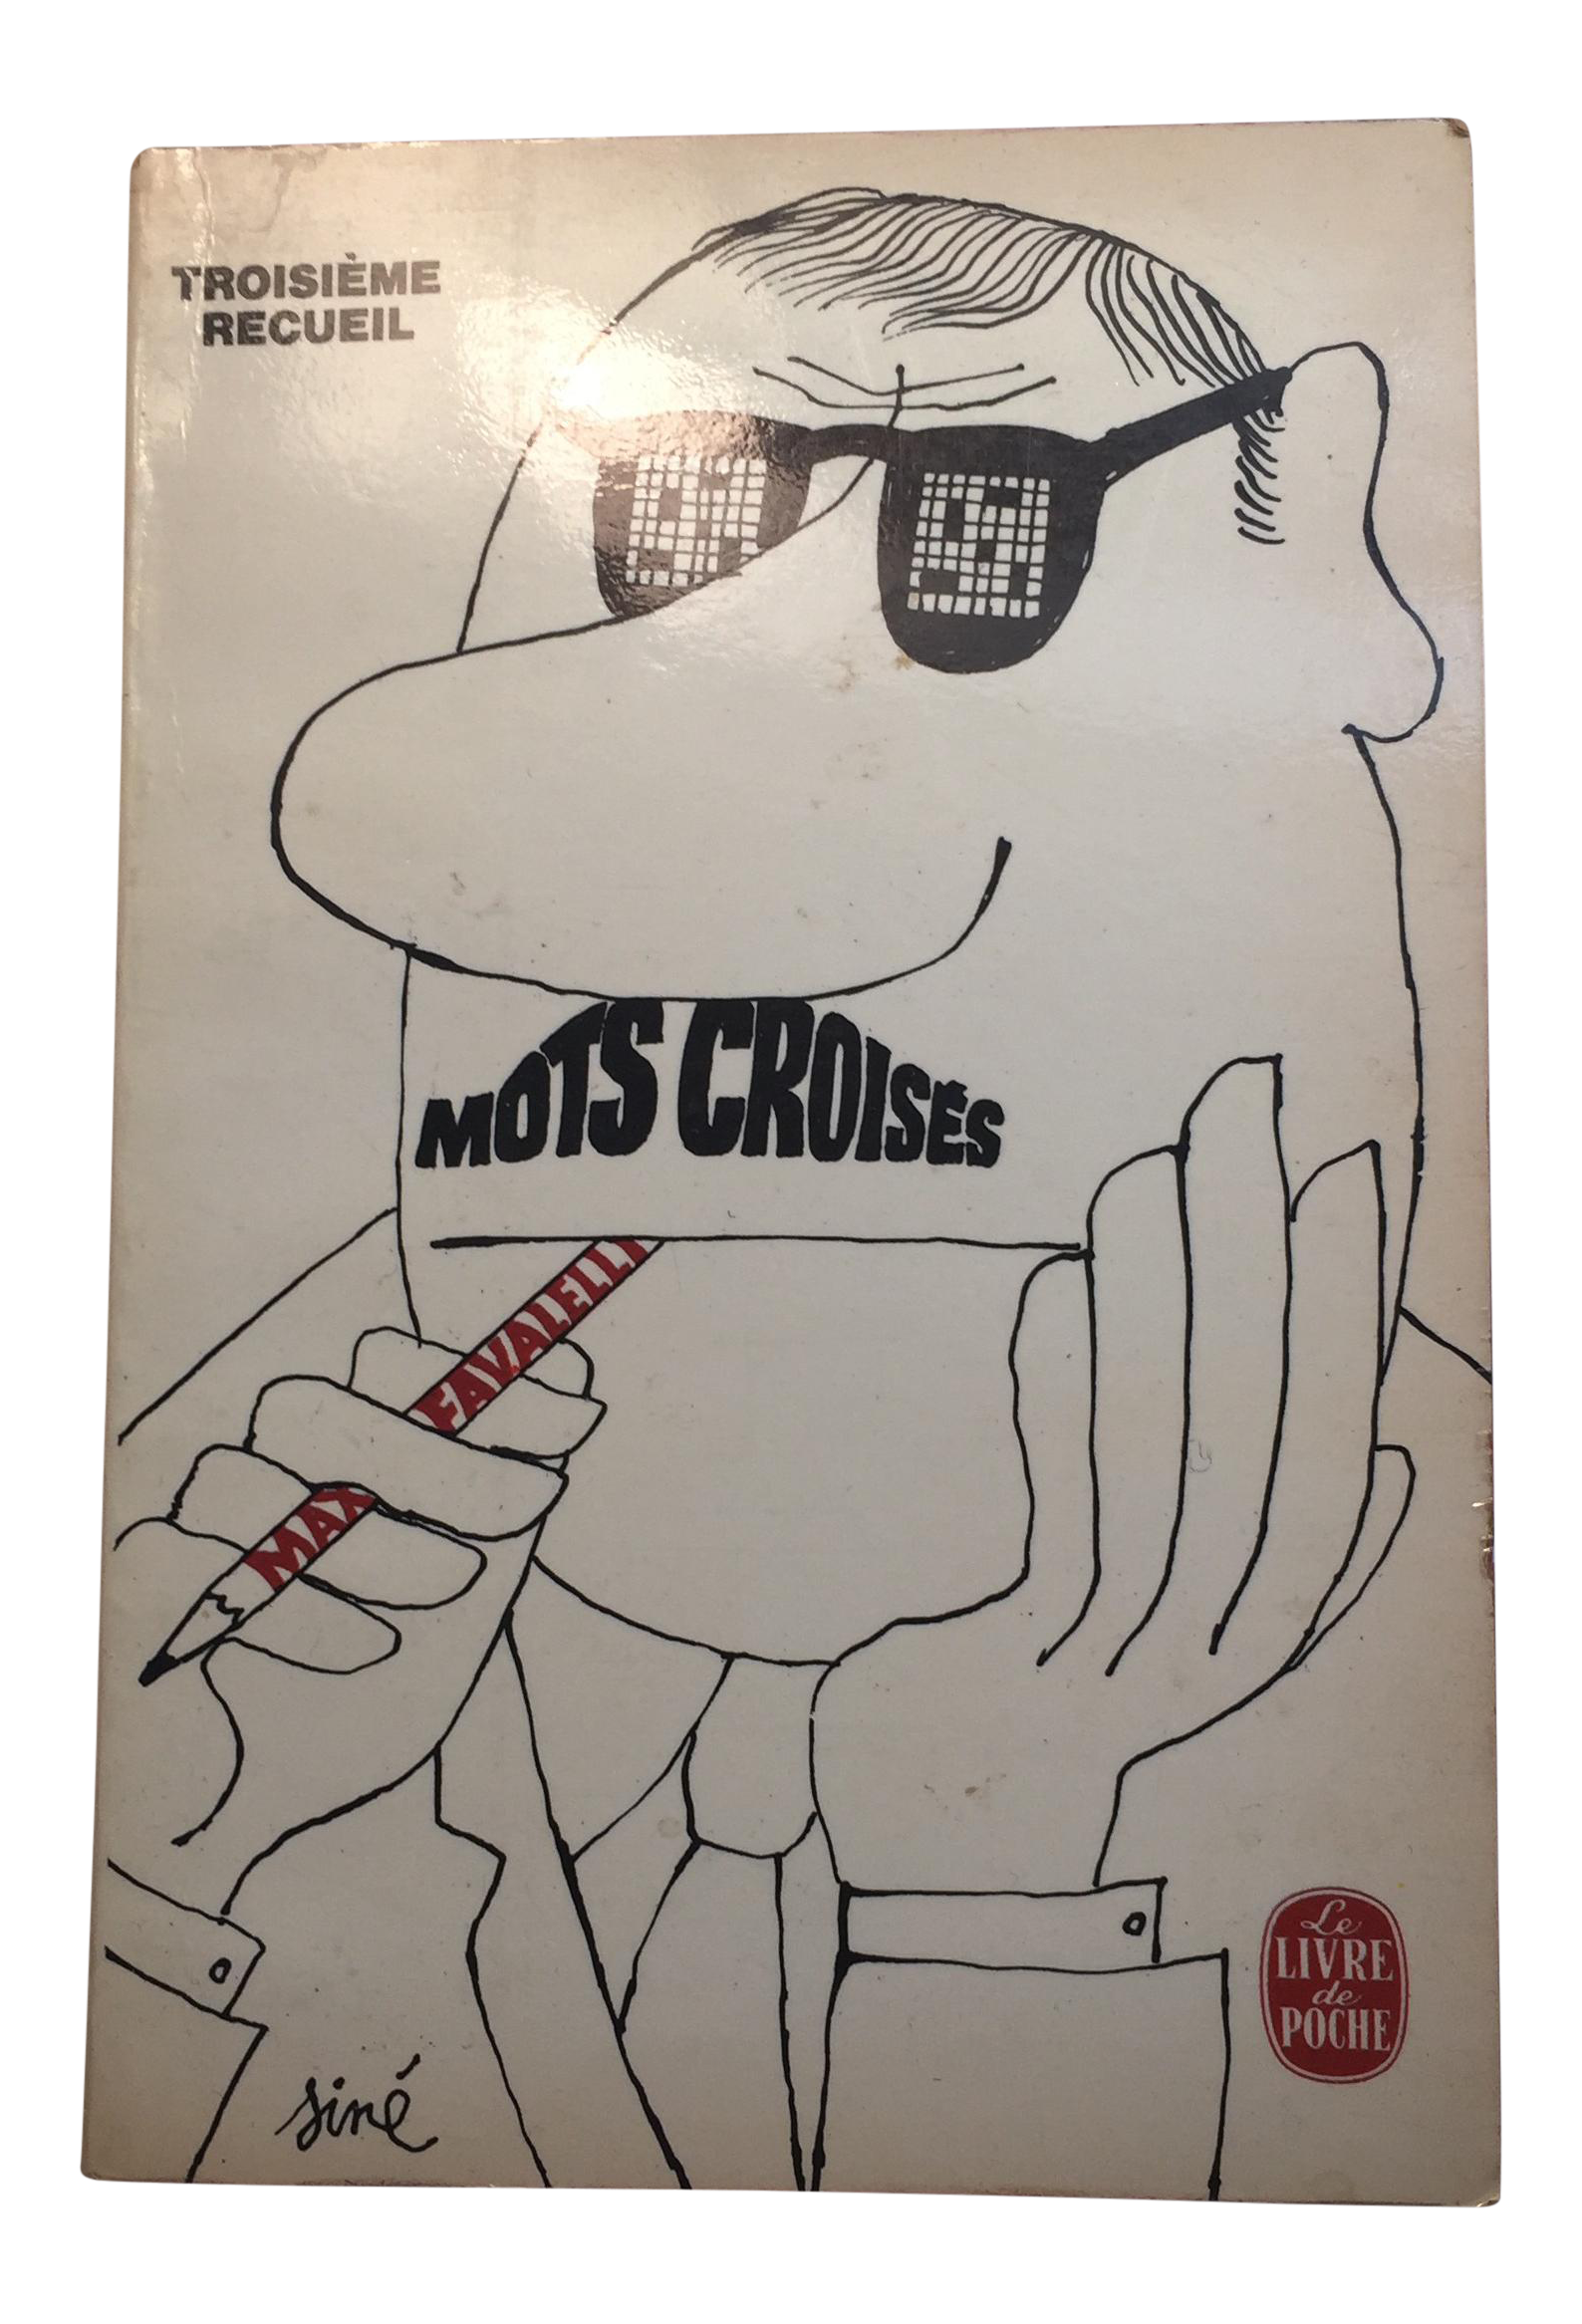 TROISIÈME
RECUEIL
MOTS CROISÉS
MAX FAVALELLI
Le
LIVRE
de
POCHE
siné